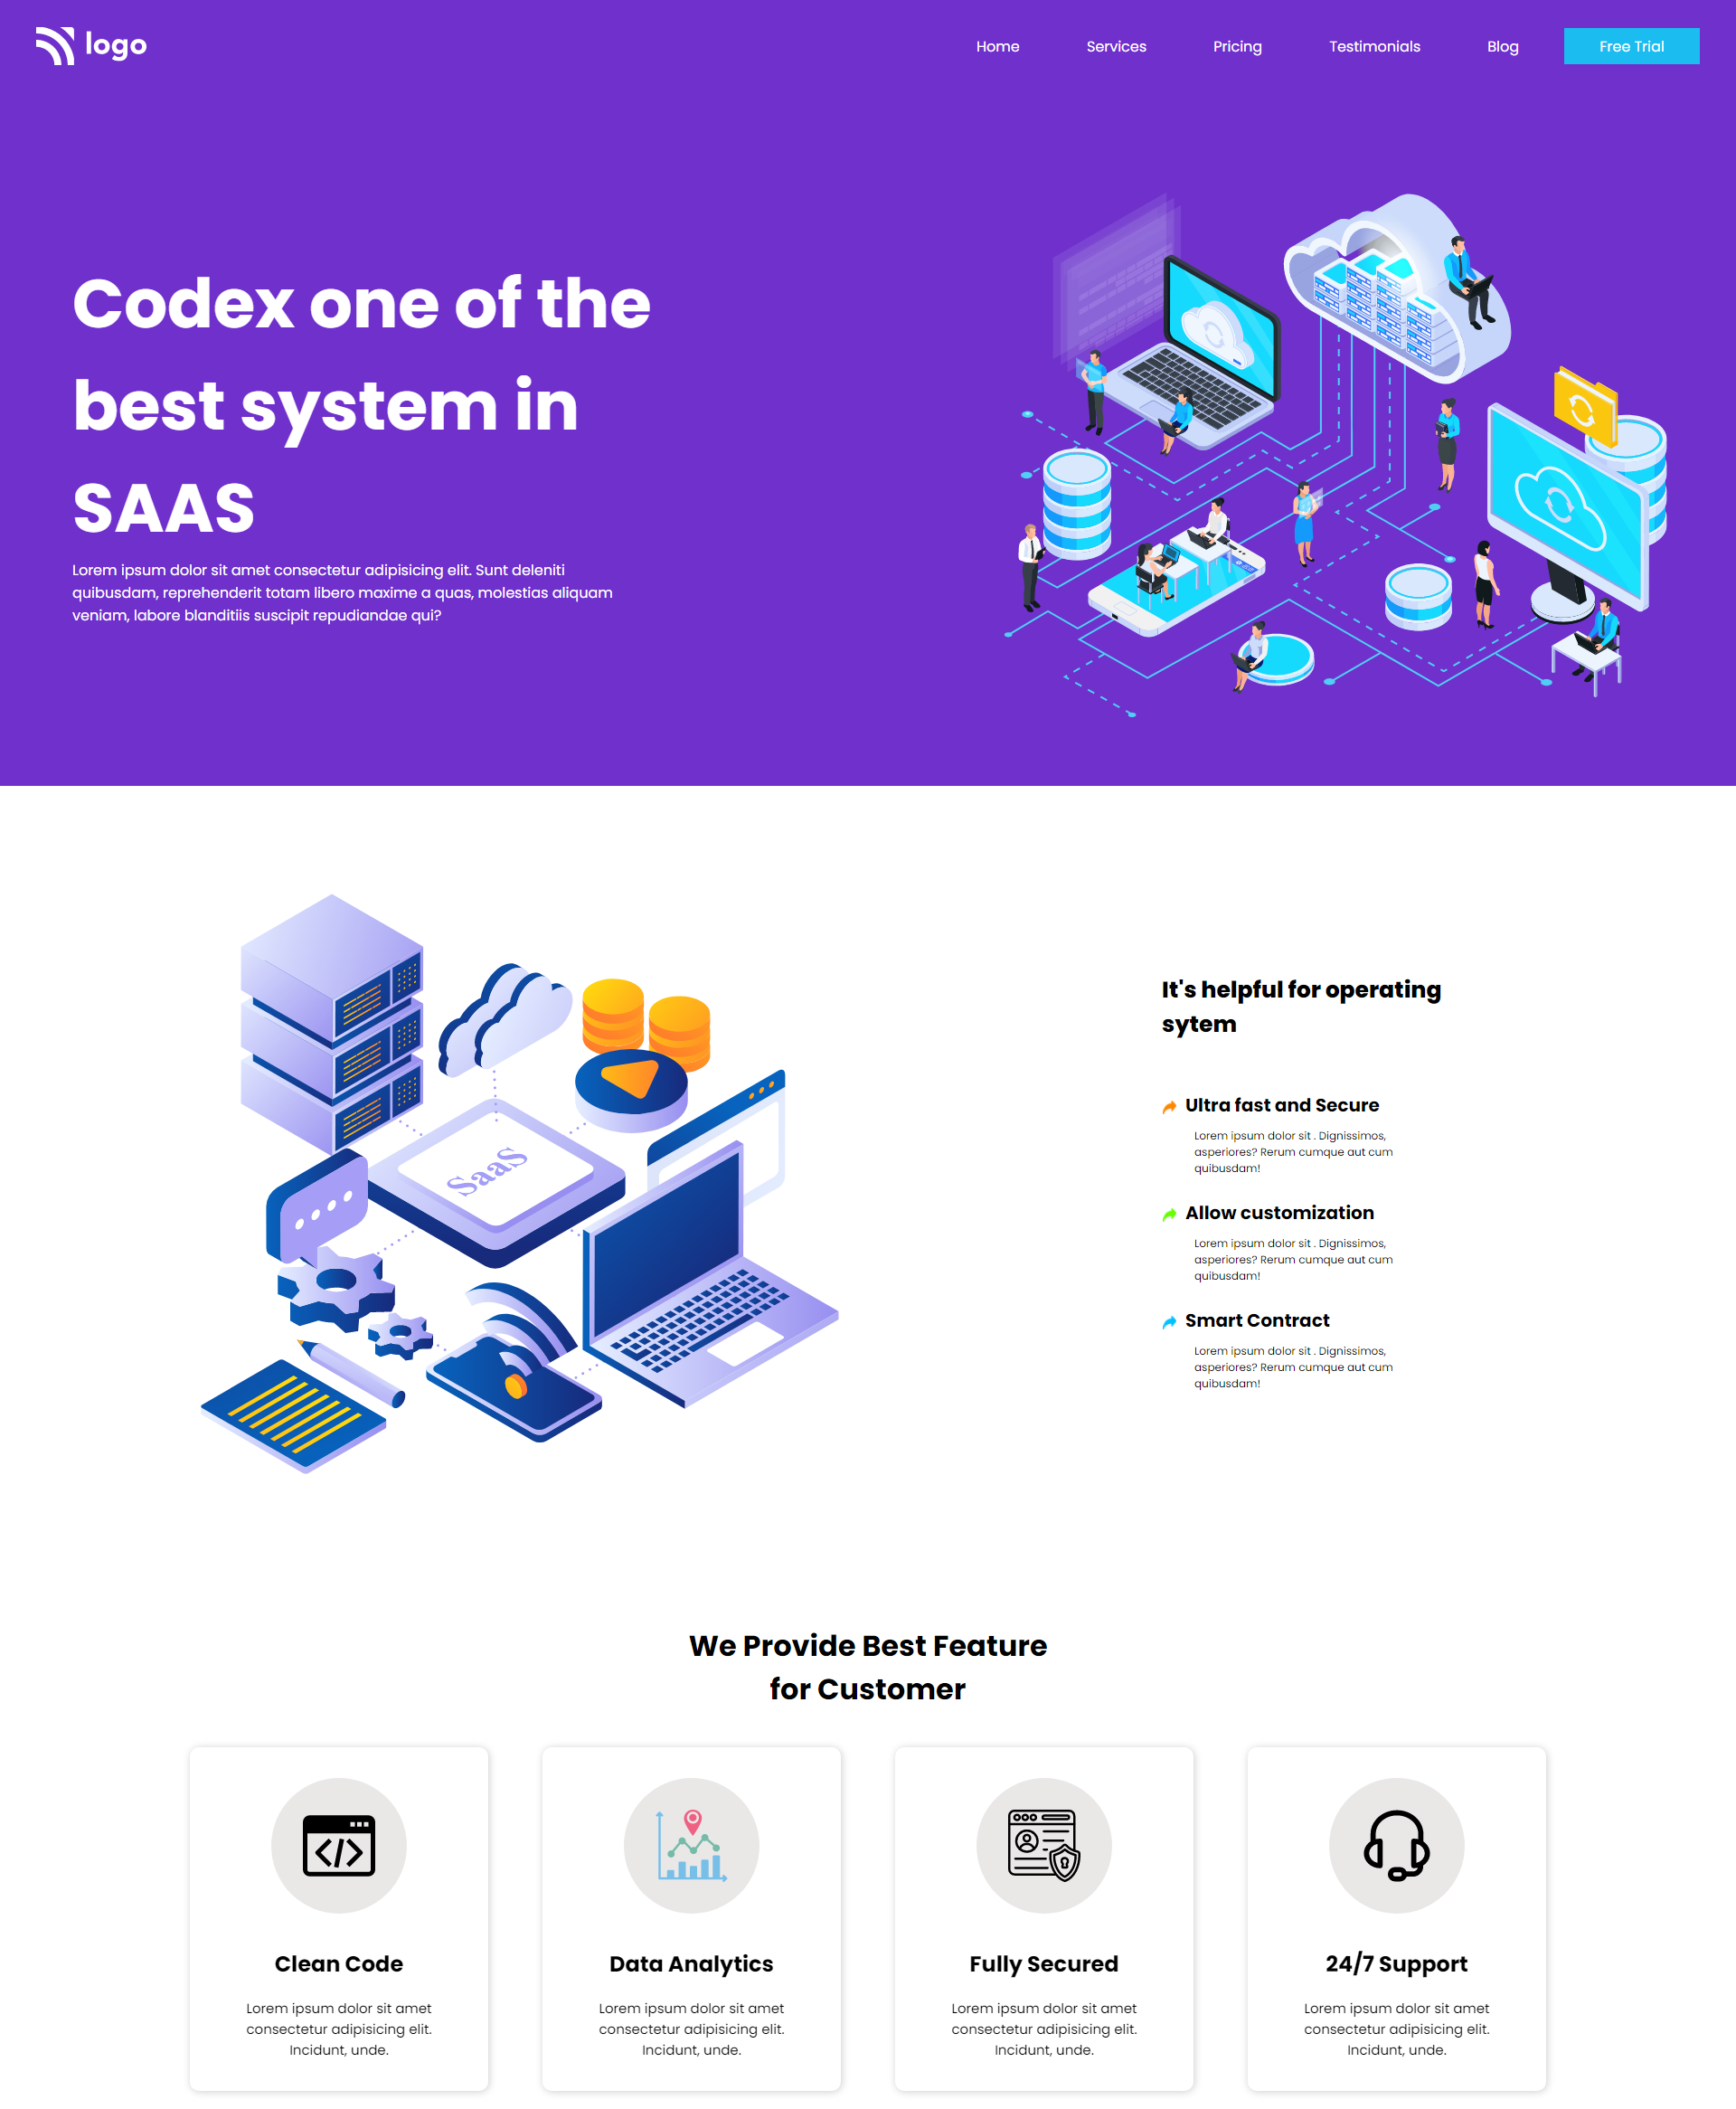 logo
Home
Services
Pricing
Testimonials
Blog
Free Trial
Codex one of the
best system in
SAAS
Lorem ipsum dolor sit amet consectetur adipisicing elit. Sunt deleniti
quibusdam, reprehenderit totam libero maxime a quas, molestias aliquam
veniam, labore blanditiis suscipit repudiandae qui?
SaaS
It's helpful for operating
sytem
Ultra fast and Secure
Lorem ipsum dolor sit . Dignissimos,
asperiores? Rerum cumque aut cum
quibusdam!
Allow customization
Lorem ipsum dolor sit . Dignissimos,
asperiores? Rerum cumque aut cum
quibusdam!
Smart Contract
Lorem ipsum dolor sit . Dignissimos,
asperiores? Rerum cumque aut cum
quibusdam!
We Provide Best Feature
for Customer
Clean Code
Lorem ipsum dolor sit amet
consectetur adipisicing elit.
Incidunt, unde.
Data Analytics
Lorem ipsum dolor sit amet
consectetur adipisicing elit.
Incidunt, unde.
Fully Secured
Lorem ipsum dolor sit amet
consectetur adipisicing elit.
Incidunt, unde.
24/7 Support
Lorem ipsum dolor sit amet
consectetur adipisicing elit.
Incidunt, unde.